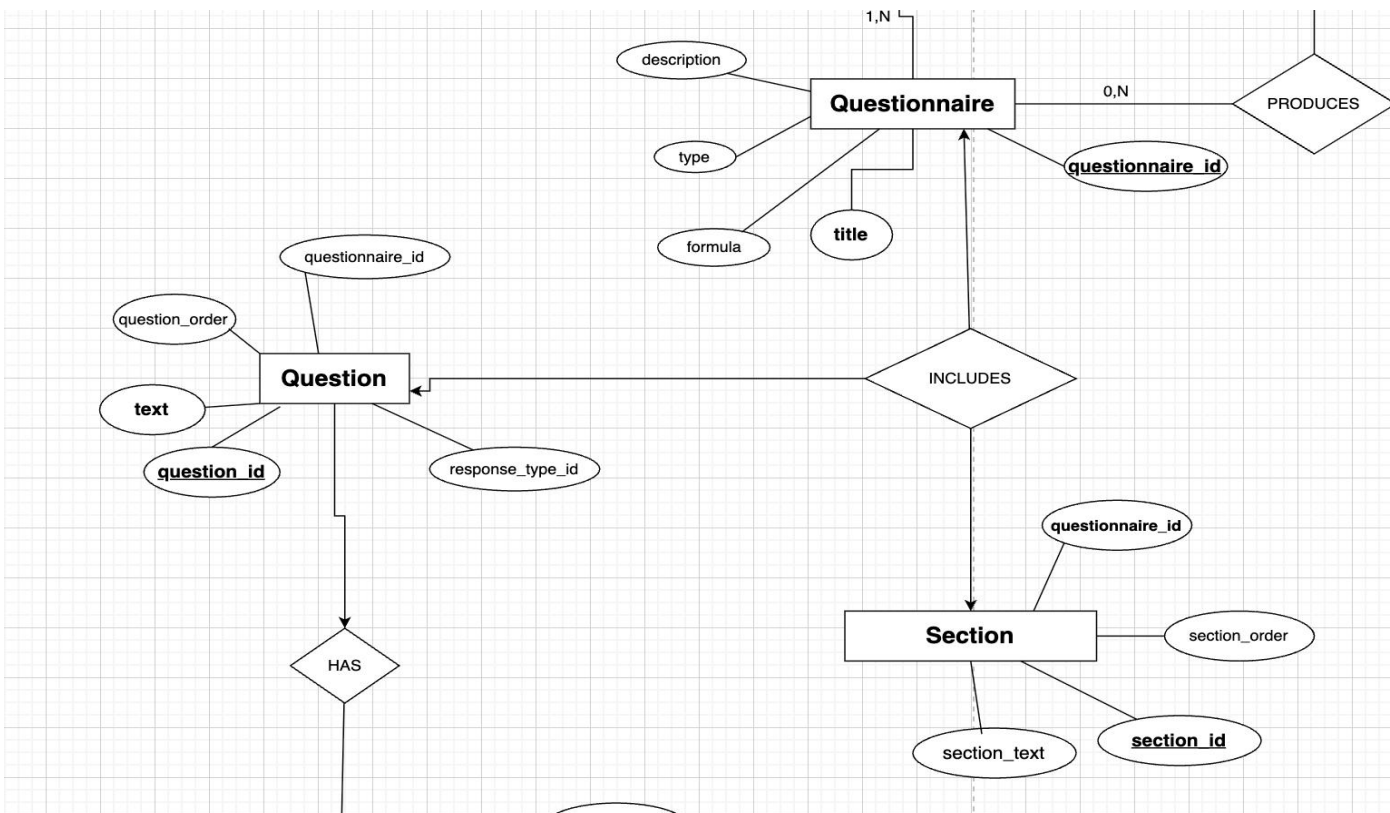 1,N
description
Questionnaire
0,N
PRODUCES
type
questionnaire_id
formula
title
questionnaire_id
question_order
Question
INCLUDES
text
question_id
response_type_id
questionnaire_id
Section
section_order
HAS
section_text
section_id